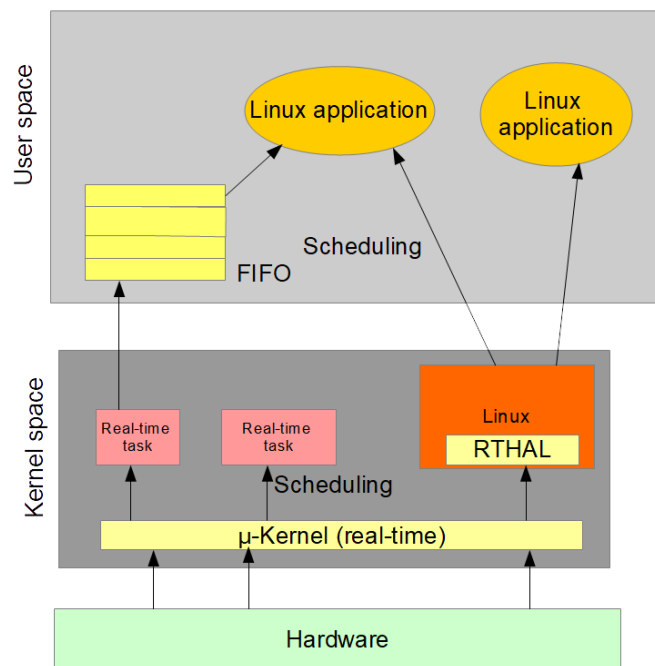 User space
Linux application
Linux
application
Scheduling
FIFO
Kernel space
Real-time
task
Real-time
task
Linux
RTHAL
Scheduling
µ-Kernel (real-time)
Hardware